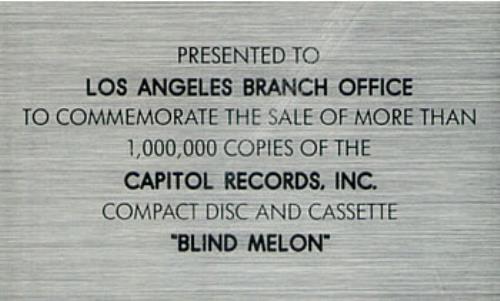 PRESENTED TO
LOS ANGELES BRANCH OFFICE
TO COMMEMORATE THE SALE OF MORE THAN
1,000,000 COPIES OF THE
CAPITOL RECORDS, INC.
COMPACT DISC AND CASSETTE
"BLIND MELON"